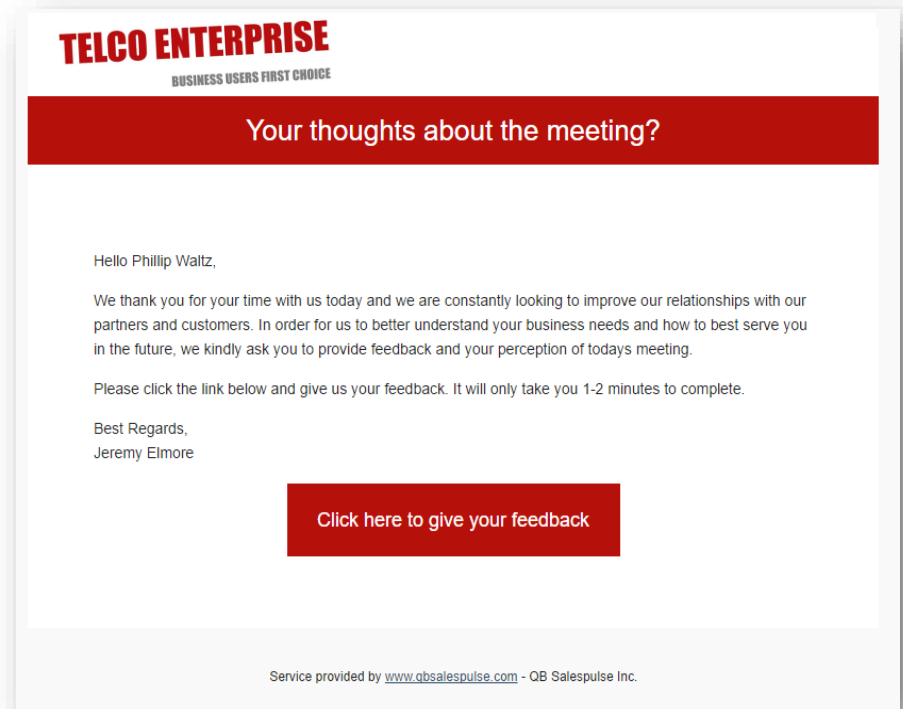 TELCO ENTERPRISE
BUSINESS USERS FIRST CHOICE
Your thoughts about the meeting?
Hello Phillip Waltz,
We thank you for your time with us today and we are constantly looking to improve our relationships with our
partners and customers. In order for us to better understand your business needs and how to best serve you
in the future, we kindly ask you to provide feedback and your perception of todays meeting.
Please click the link below and give us your feedback. It will only take you 1-2 minutes to complete.
Best Regards,
Jeremy Elmore
Click here to give your feedback
Service provided by www.qbsalespulse.com - QB Salespulse Inc.